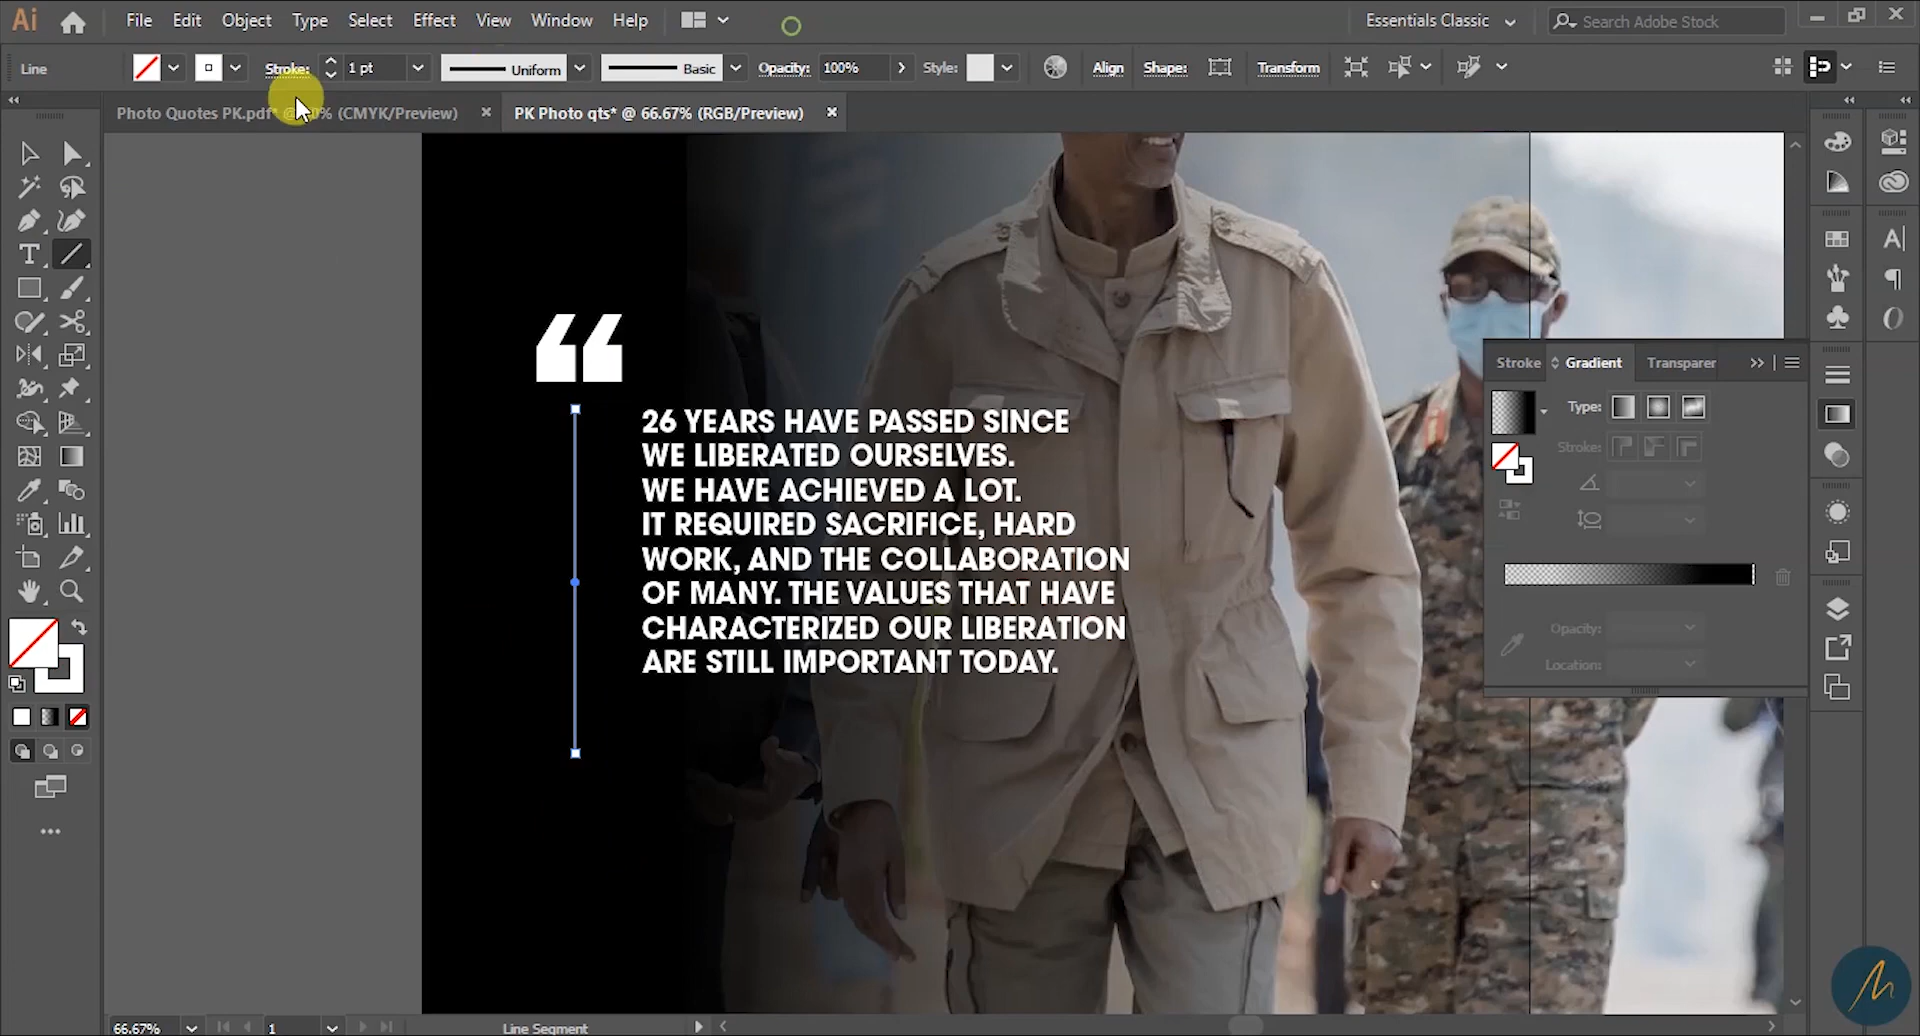 Ai File Edit Object Type Select Effect View Window Help Essentials Classic Search Adobe Stock
Line Stroke: 1 pt Uniform Basic Opacity: 100% Style: Align Shape: Transform
Photo Quotes PK.pdf* @ 0% (CMYK/Preview) PK Photo qts* @ 66.67% (RGB/Preview)
“
26 YEARS HAVE PASSED SINCE
WE LIBERATED OURSELVES.
WE HAVE ACHIEVED A LOT.
IT REQUIRED SACRIFICE, HARD
WORK, AND THE COLLABORATION
OF MANY. THE VALUES THAT HAVE
CHARACTERIZED OUR LIBERATION
ARE STILL IMPORTANT TODAY.
Stroke Gradient Transparer
Type:
Stroke:
Opacity:
Location:
66.67% 1 Line Segment